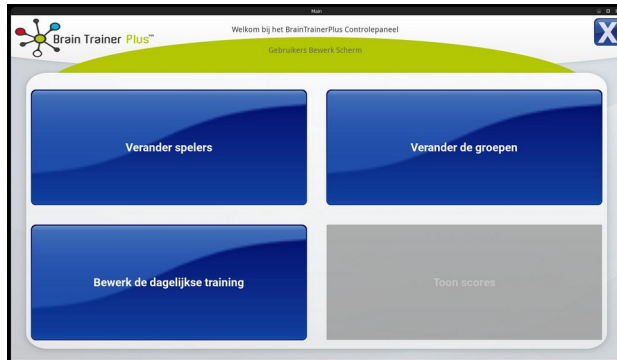 Main
Brain Trainer Plus™
Welkom bij het BrainTrainerPlus Controlepaneel
X
Gebruikers Bewerk Scherm
Verander spelers
Verander de groepen
Bewerk de dagelijkse training
Toon scores